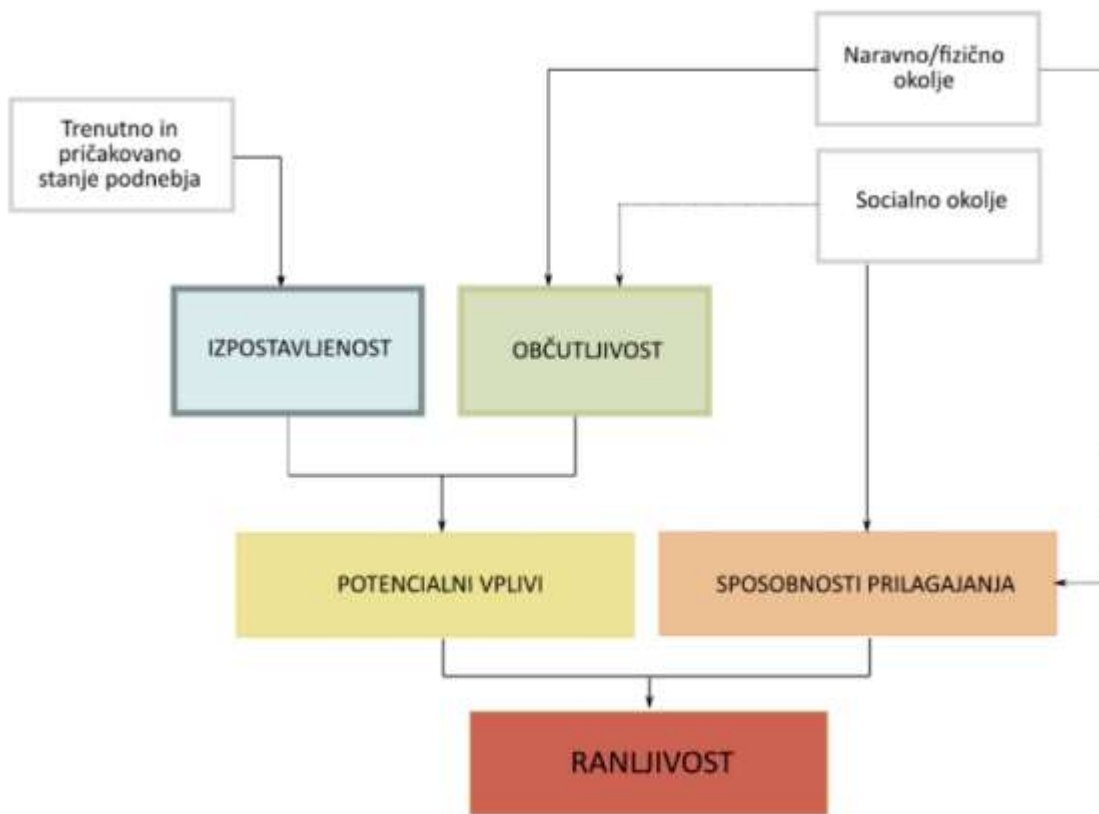 Naravno/fizično
okolje
Trenutno in
pričakovano
stanje podnebja
Socialno okolje
IZPOSTAVLJENOST
OBČUTLJIVOST
POTENCIALNI VPLIVI
SPOSOBNOSTI PRILAGAJANJA
RANLJIVOST